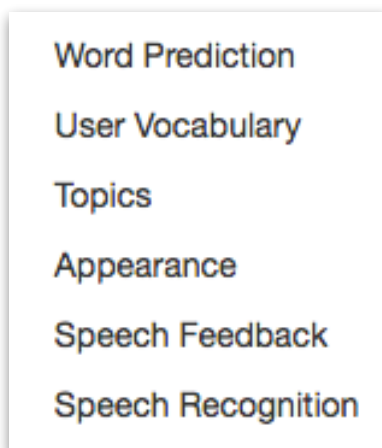 Word Prediction
User Vocabulary
Topics
Appearance
Speech Feedback
Speech Recognition